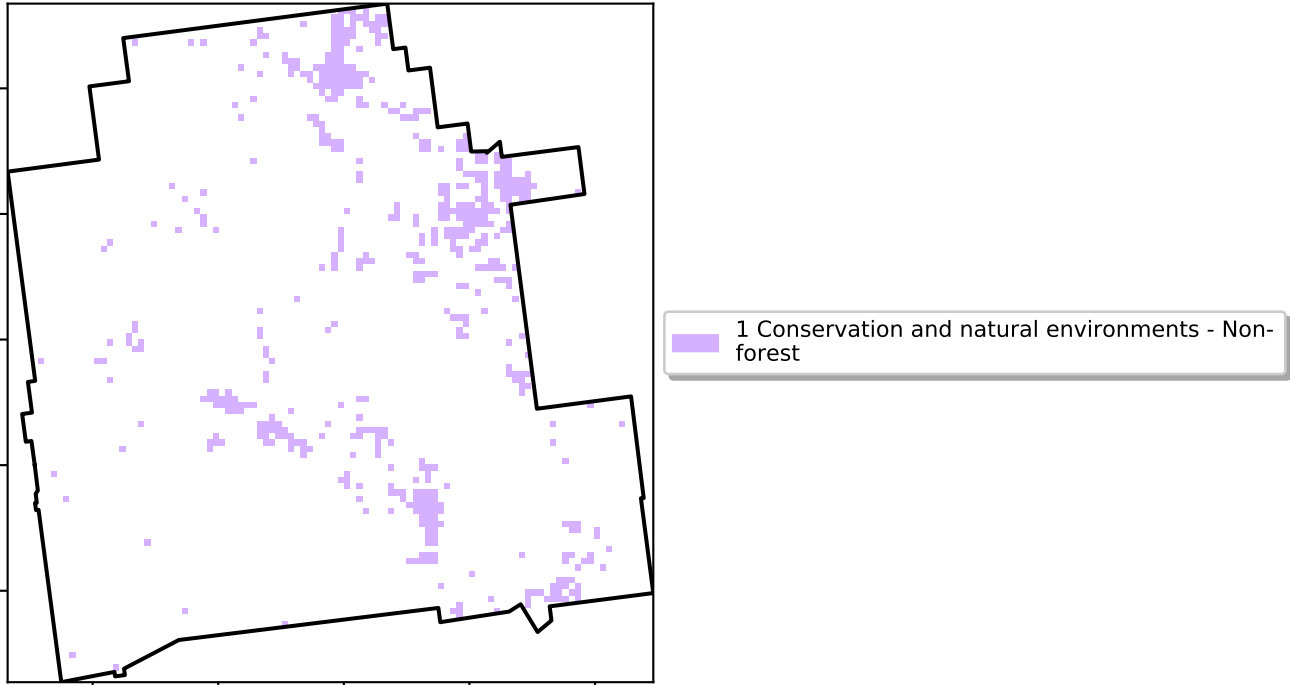 1 Conservation and natural environments - Non-
forest